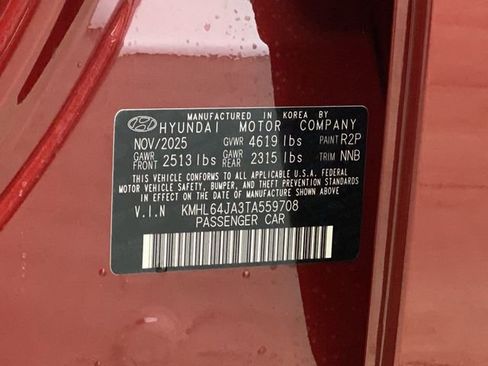 MANUFACTURED IN KOREA BY
HYUNDAI MOTOR COMPANY
NOV/2025 GVWR 4619 lbs PAINT R2P
GAWR FRONT 2513 lbs GAWR REAR 2315 lbs TRIM NNB
THIS VEHICLE CONFORMS TO ALL APPLICABLE U.S.A. FEDERAL
MOTOR VEHICLE SAFETY, BUMPER, AND THEFT PREVENTION
STANDARDS IN EFFECT ON THE DATE OF MANUFACTURE SHOWN ABOVE.
V.I.N KMHL64JA3TA559708
PASSENGER CAR